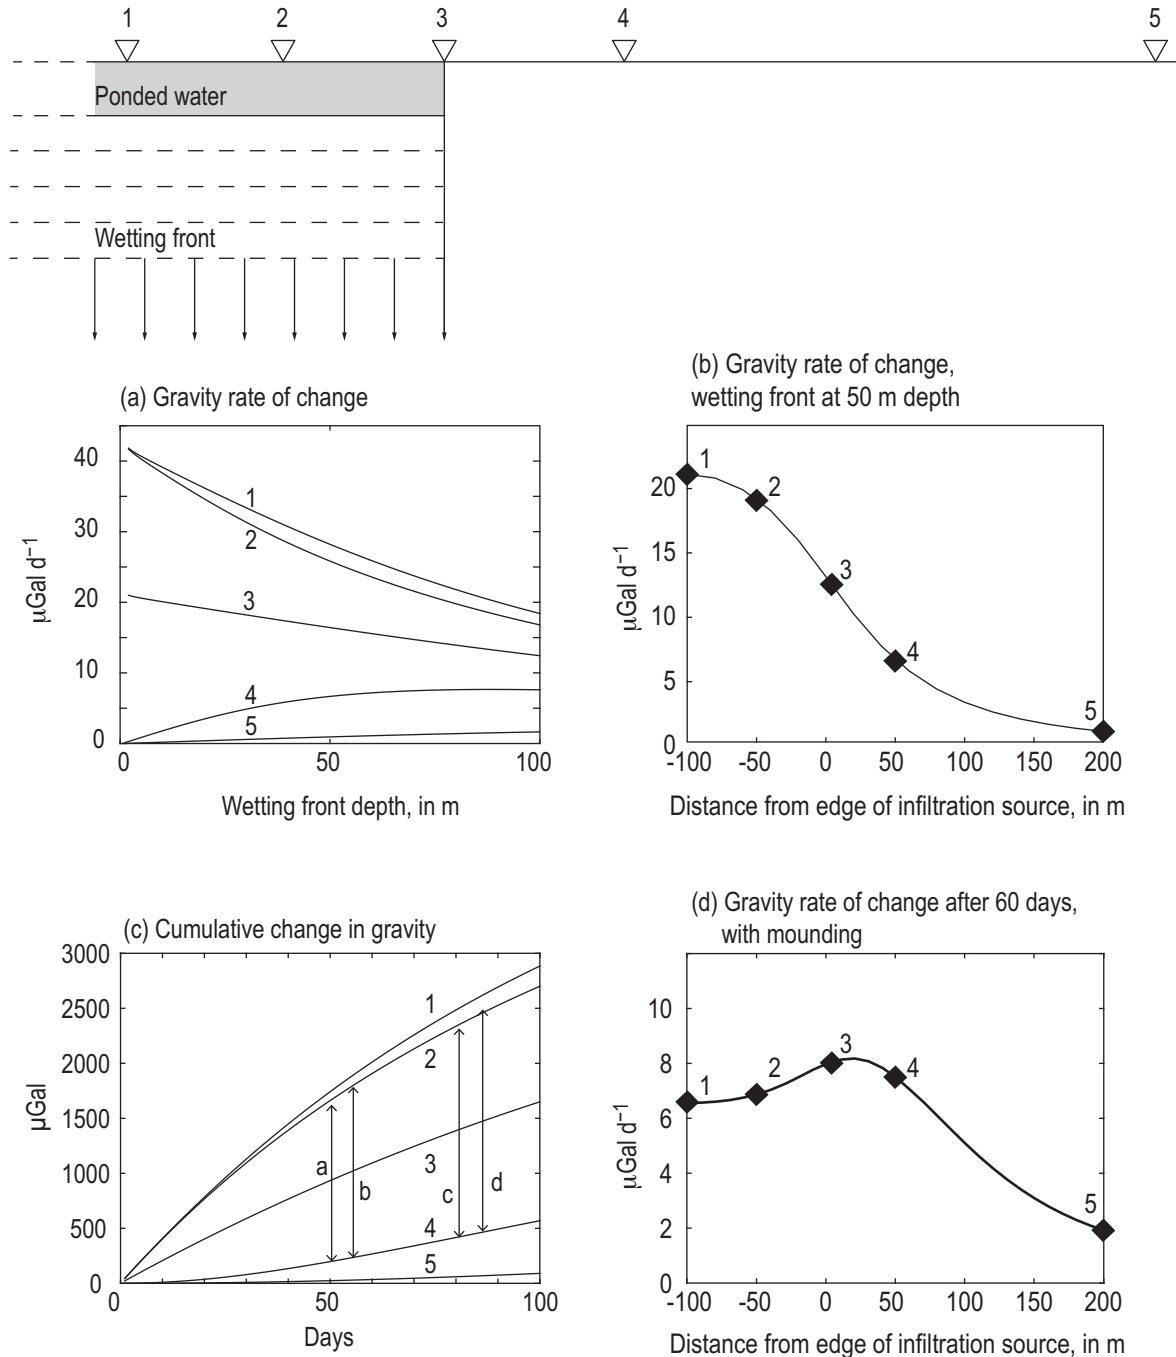 1 2 3 4 5
Ponded water
Wetting front
(a) Gravity rate of change
40
30
20
10
0
μGal d⁻¹
1
2
3
4
5
0 50 100
Wetting front depth, in m
(b) Gravity rate of change,
wetting front at 50 m depth
20
15
10
5
0
μGal d⁻¹
1
2
3
4
5
-100 -50 0 50 100 150 200
Distance from edge of infiltration source, in m
(c) Cumulative change in gravity
3000
2500
2000
1500
1000
500
0
μGal
1
2
3
4
5
a
b
c
d
0 50 100
Days
(d) Gravity rate of change after 60 days,
with mounding
10
8
6
4
2
0
μGal d⁻¹
1
2
3
4
5
-100 -50 0 50 100 150 200
Distance from edge of infiltration source, in m